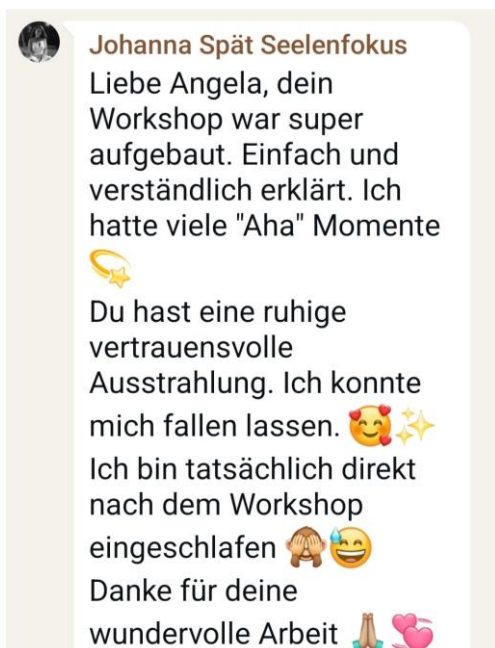 Johanna Spät Seelenfokus
Liebe Angela, dein
Workshop war super
aufgebaut. Einfach und
verständlich erklärt. Ich
hatte viele "Aha" Momente
💫
Du hast eine ruhige
vertrauensvolle
Ausstrahlung. Ich konnte
mich fallen lassen. 🥰✨
Ich bin tatsächlich direkt
nach dem Workshop
eingeschlafen 🙈😅
Danke für deine
wundervolle Arbeit 🙏🏽💞